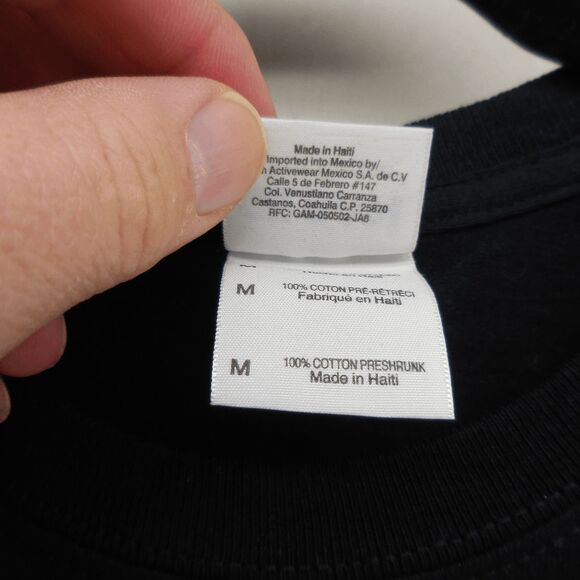 Made in Haiti
Imported into Mexico by/
Activewear Mexico S.A. de C.V
Calle 5 de Febrero #147
Col. Venustiano Carranza
Castanos, Coahuila C.P. 25870
RFC: GAM-050502-JA8
M 100% COTON PRÉ-RÉTRÉCI
Fabriqué en Haïti
M 100% COTTON PRESHRUNK
Made in Haiti